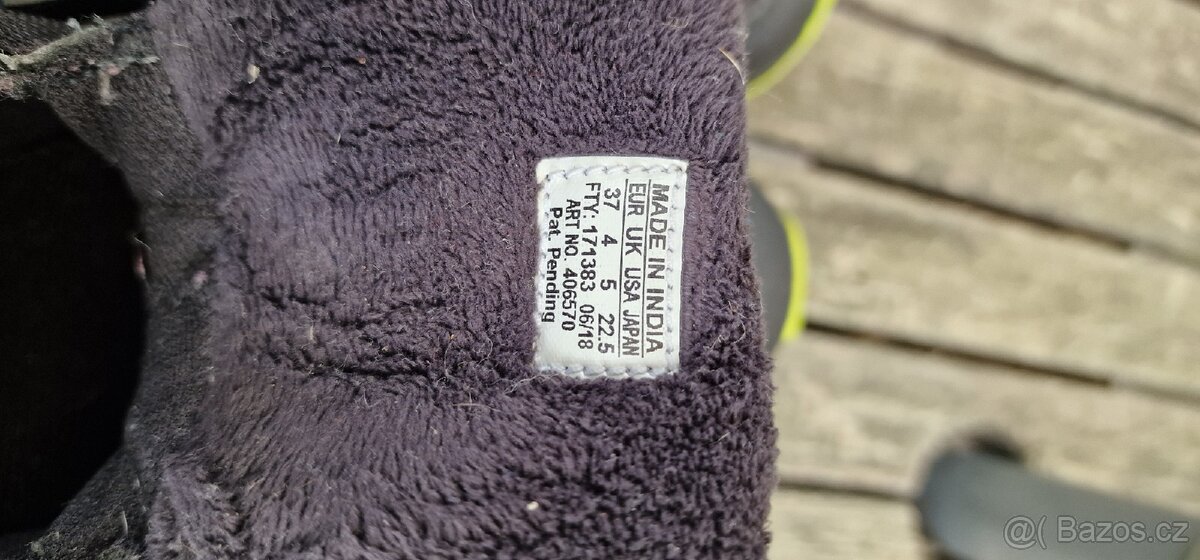 MADE IN INDIA
EUR UK USA JAPAN
37 4 5 22.5
FTY: 171383 06/18
ART NO. 406570
Pat. Pending
@( Bazos.cz